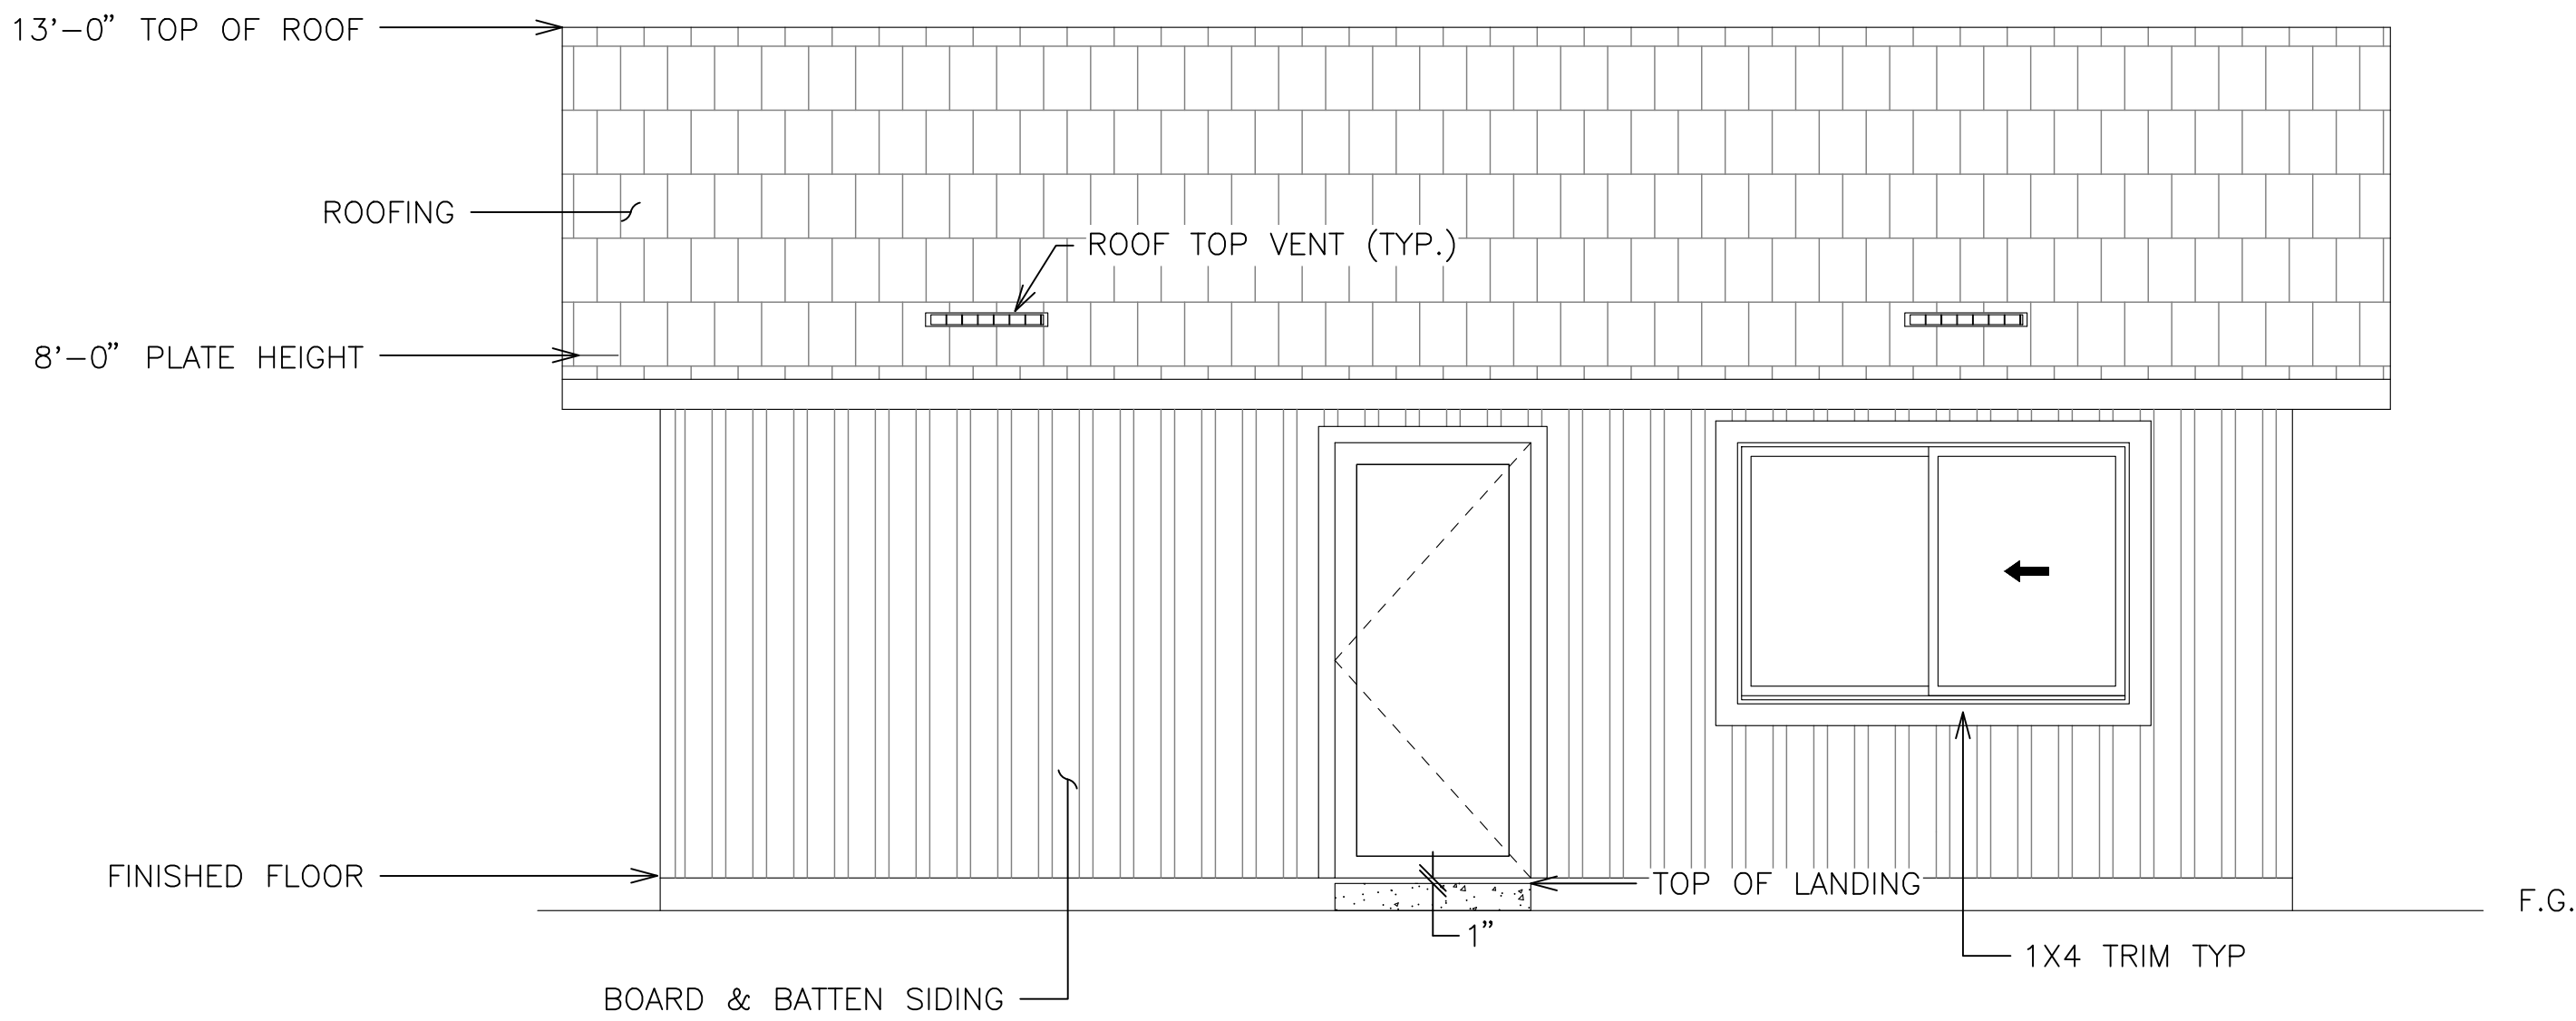 13'-0" TOP OF ROOF
ROOFING
ROOF TOP VENT (TYP.)
8'-0" PLATE HEIGHT
FINISHED FLOOR
TOP OF LANDING
F.G.
1"
1X4 TRIM TYP
BOARD & BATTEN SIDING